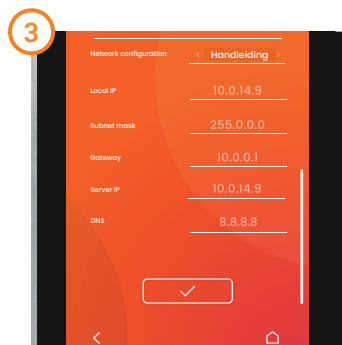 3
Network configuration < Handleiding >
Local IP 10.0.14.9
Subnet mask 255.0.0.0
Gateway 10.0.0.1
Server IP 10.0.14.9
DNS 8.8.8.8